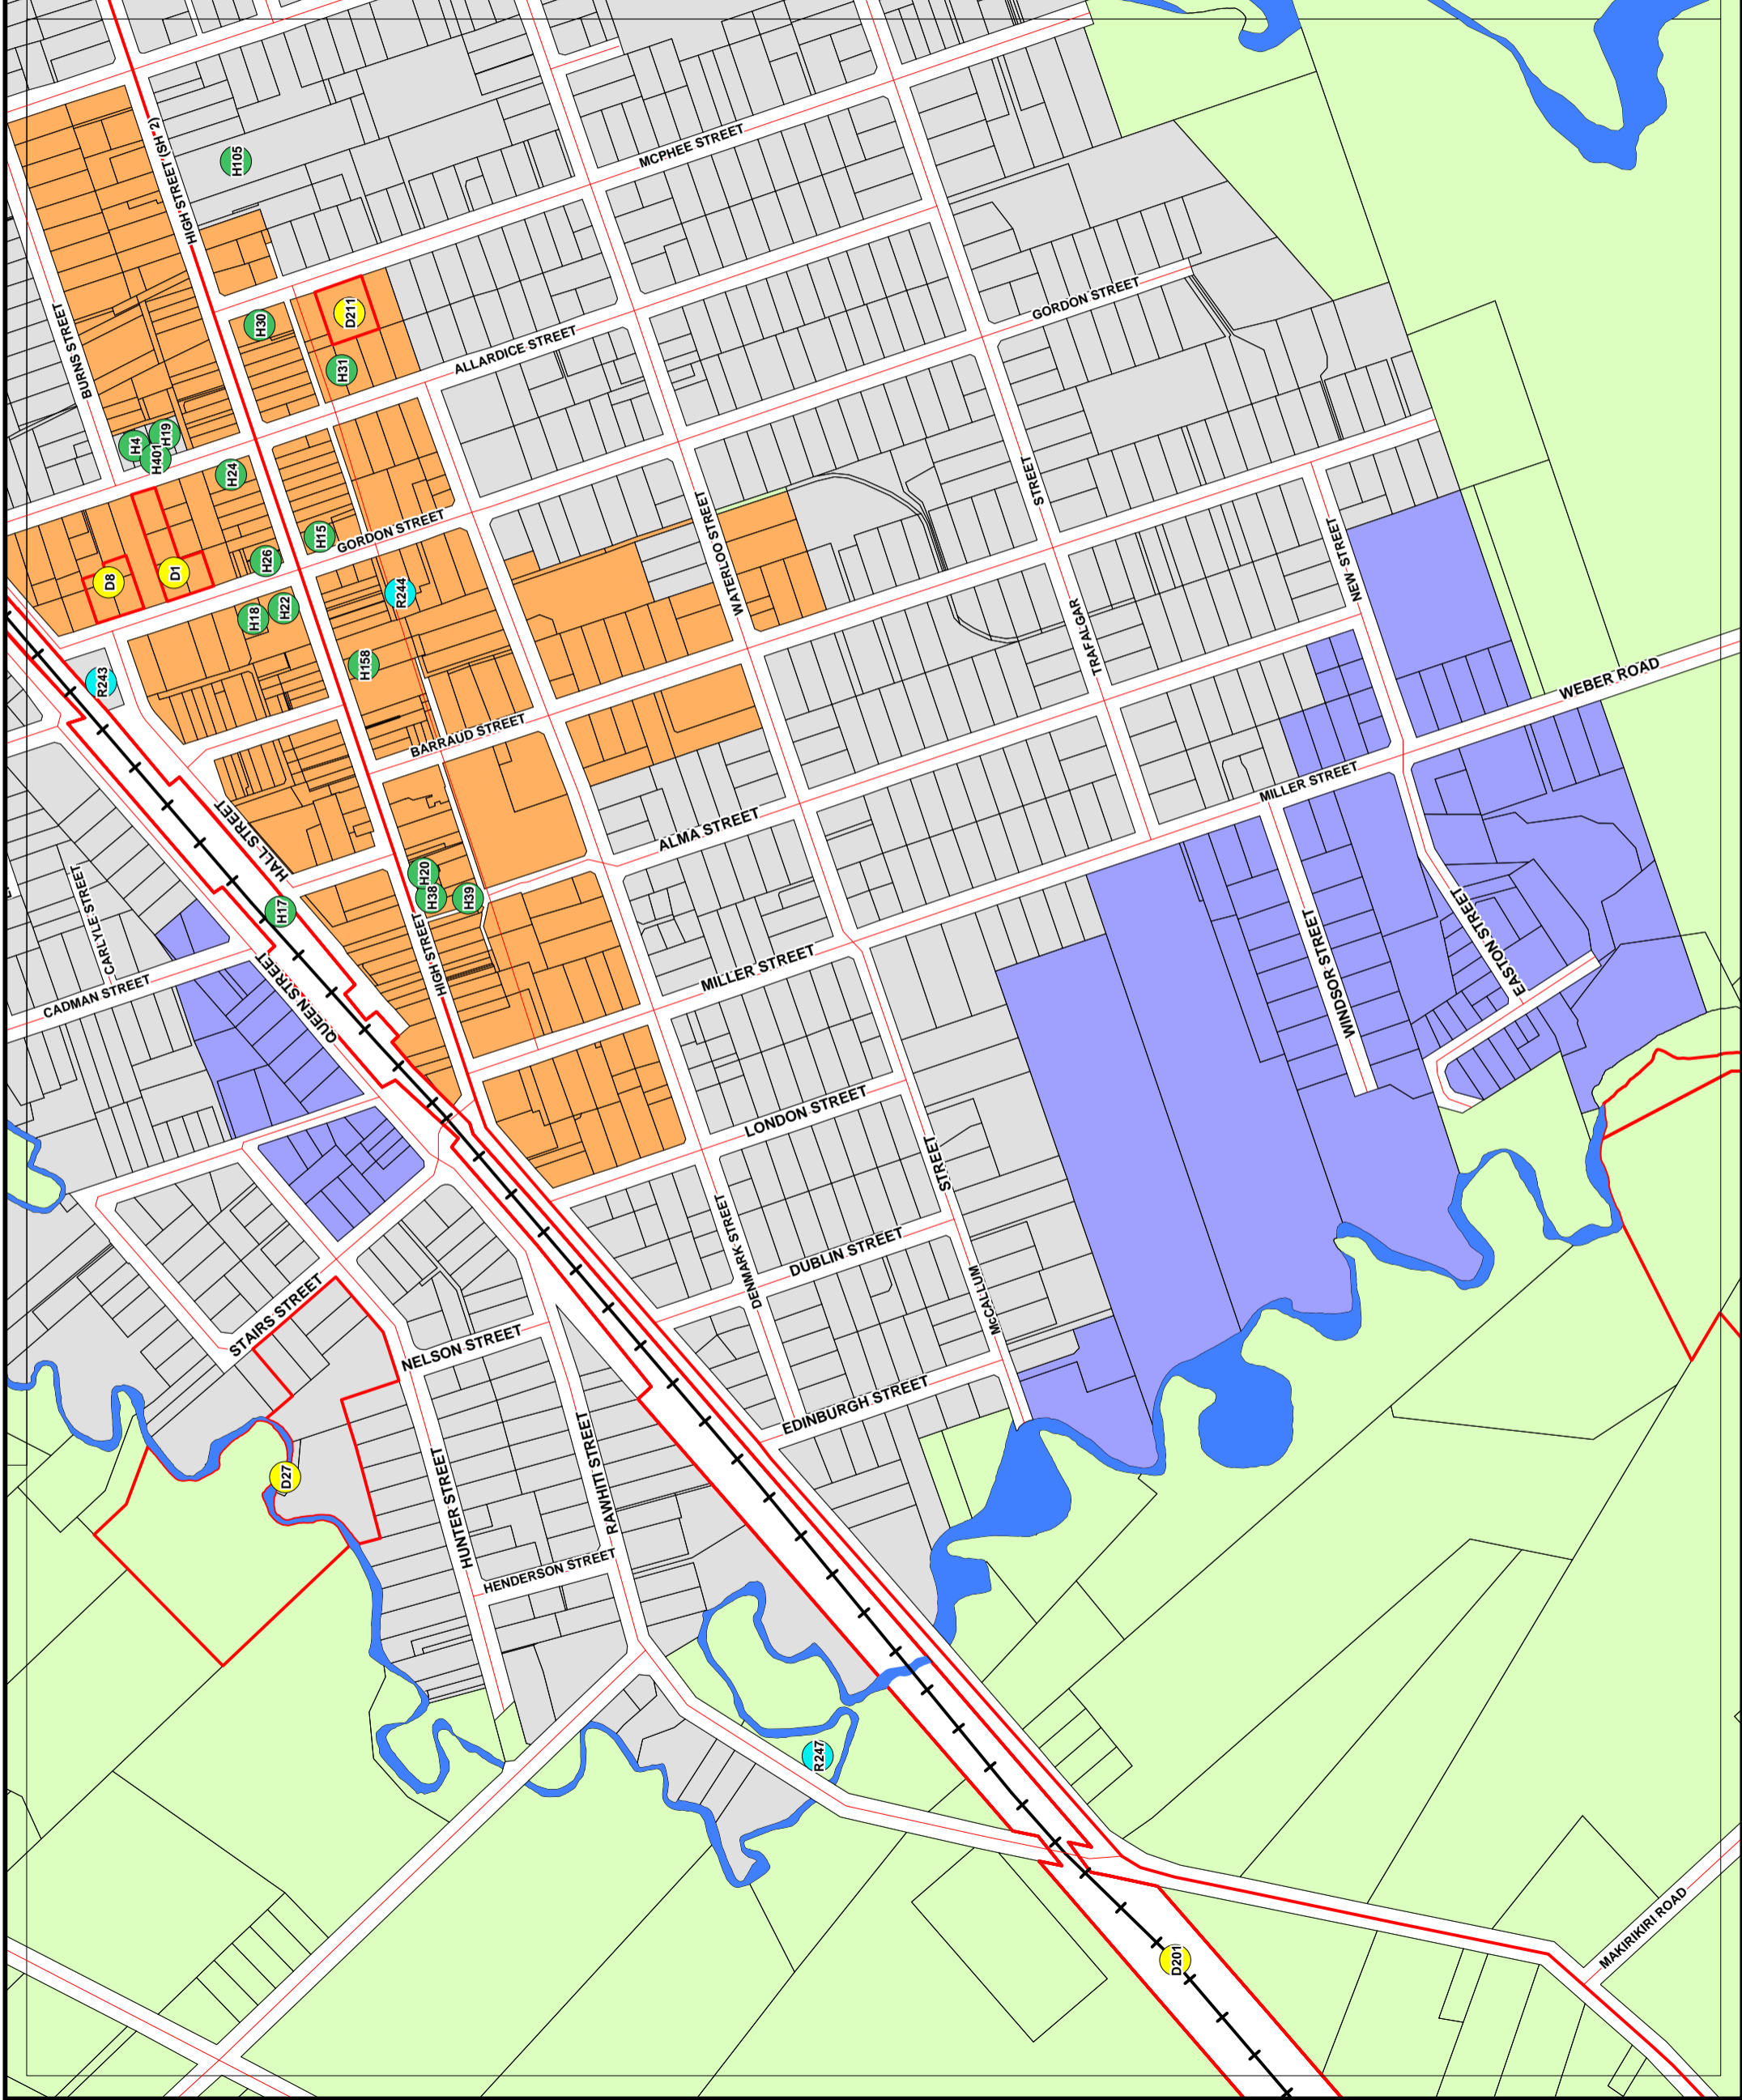 HIGH STREET (SH 2)
MCPHEE STREET
H105
BURNS STREET
H30
D211
GORDON STREET
ALLARDICE STREET
H31
H4
H19
H401
H24
STREET
H15
GORDON STREET
WATERLOO STREET
NEW STREET
H26
D8
D1
R244
H18
H22
TRAFALGAR
H158
R243
WEBER ROAD
BARRAUD STREET
MILLER STREET
HALL STREET
ALMA STREET
H20
H38
H39
H17
CARLYLE STREET
HIGH STREET
EASTON STREET
WINDSOR STREET
MILLER STREET
CADMAN STREET
QUEEN STREET
LONDON STREET
STREET
DENMARK STREET
DUBLIN STREET
McCALLUM
STAIRS STREET
NELSON STREET
EDINBURGH STREET
D27
HUNTER STREET
RAWHITI STREET
HENDERSON STREET
R247
MAKIRIKIRI ROAD
D201